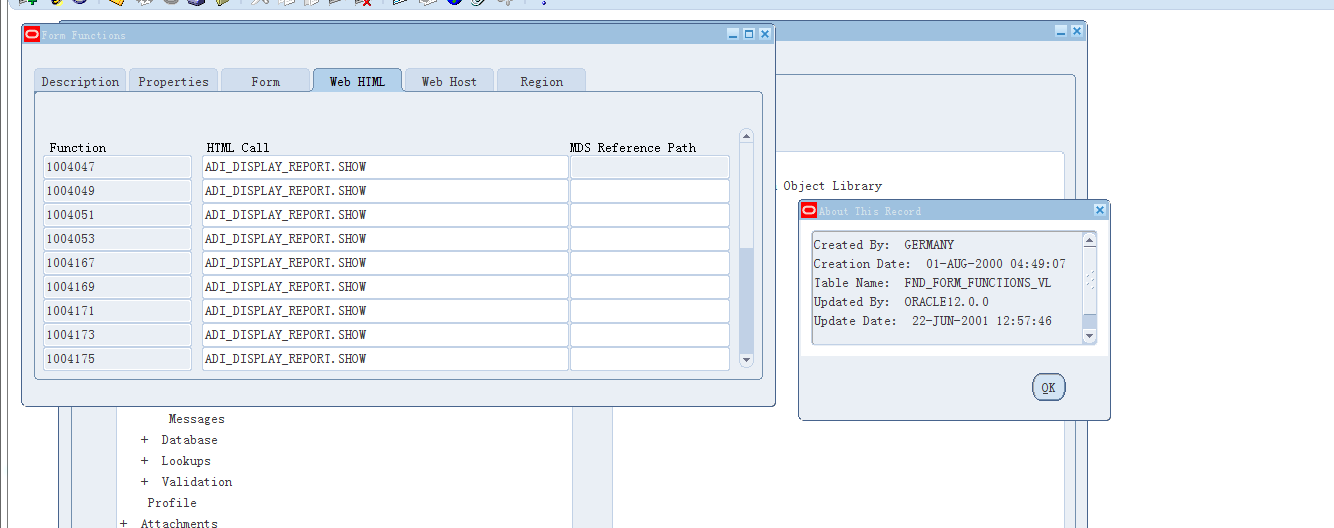 Form Functions
Description Properties Form Web HTML Web Host Region
Function HTML Call MDS Reference Path
1004047 ADI_DISPLAY_REPORT.SHOW
1004049 ADI_DISPLAY_REPORT.SHOW
1004051 ADI_DISPLAY_REPORT.SHOW
1004053 ADI_DISPLAY_REPORT.SHOW
1004167 ADI_DISPLAY_REPORT.SHOW
1004169 ADI_DISPLAY_REPORT.SHOW
1004171 ADI_DISPLAY_REPORT.SHOW
1004173 ADI_DISPLAY_REPORT.SHOW
1004175 ADI_DISPLAY_REPORT.SHOW
Object Library
About This Record
Created By: GERMANY
Creation Date: 01-AUG-2000 04:49:07
Table Name: FND_FORM_FUNCTIONS_VL
Updated By: ORACLE12.0.0
Update Date: 22-JUN-2001 12:57:46
OK
Messages
+ Database
+ Lookups
+ Validation
Profile
+ Attachments